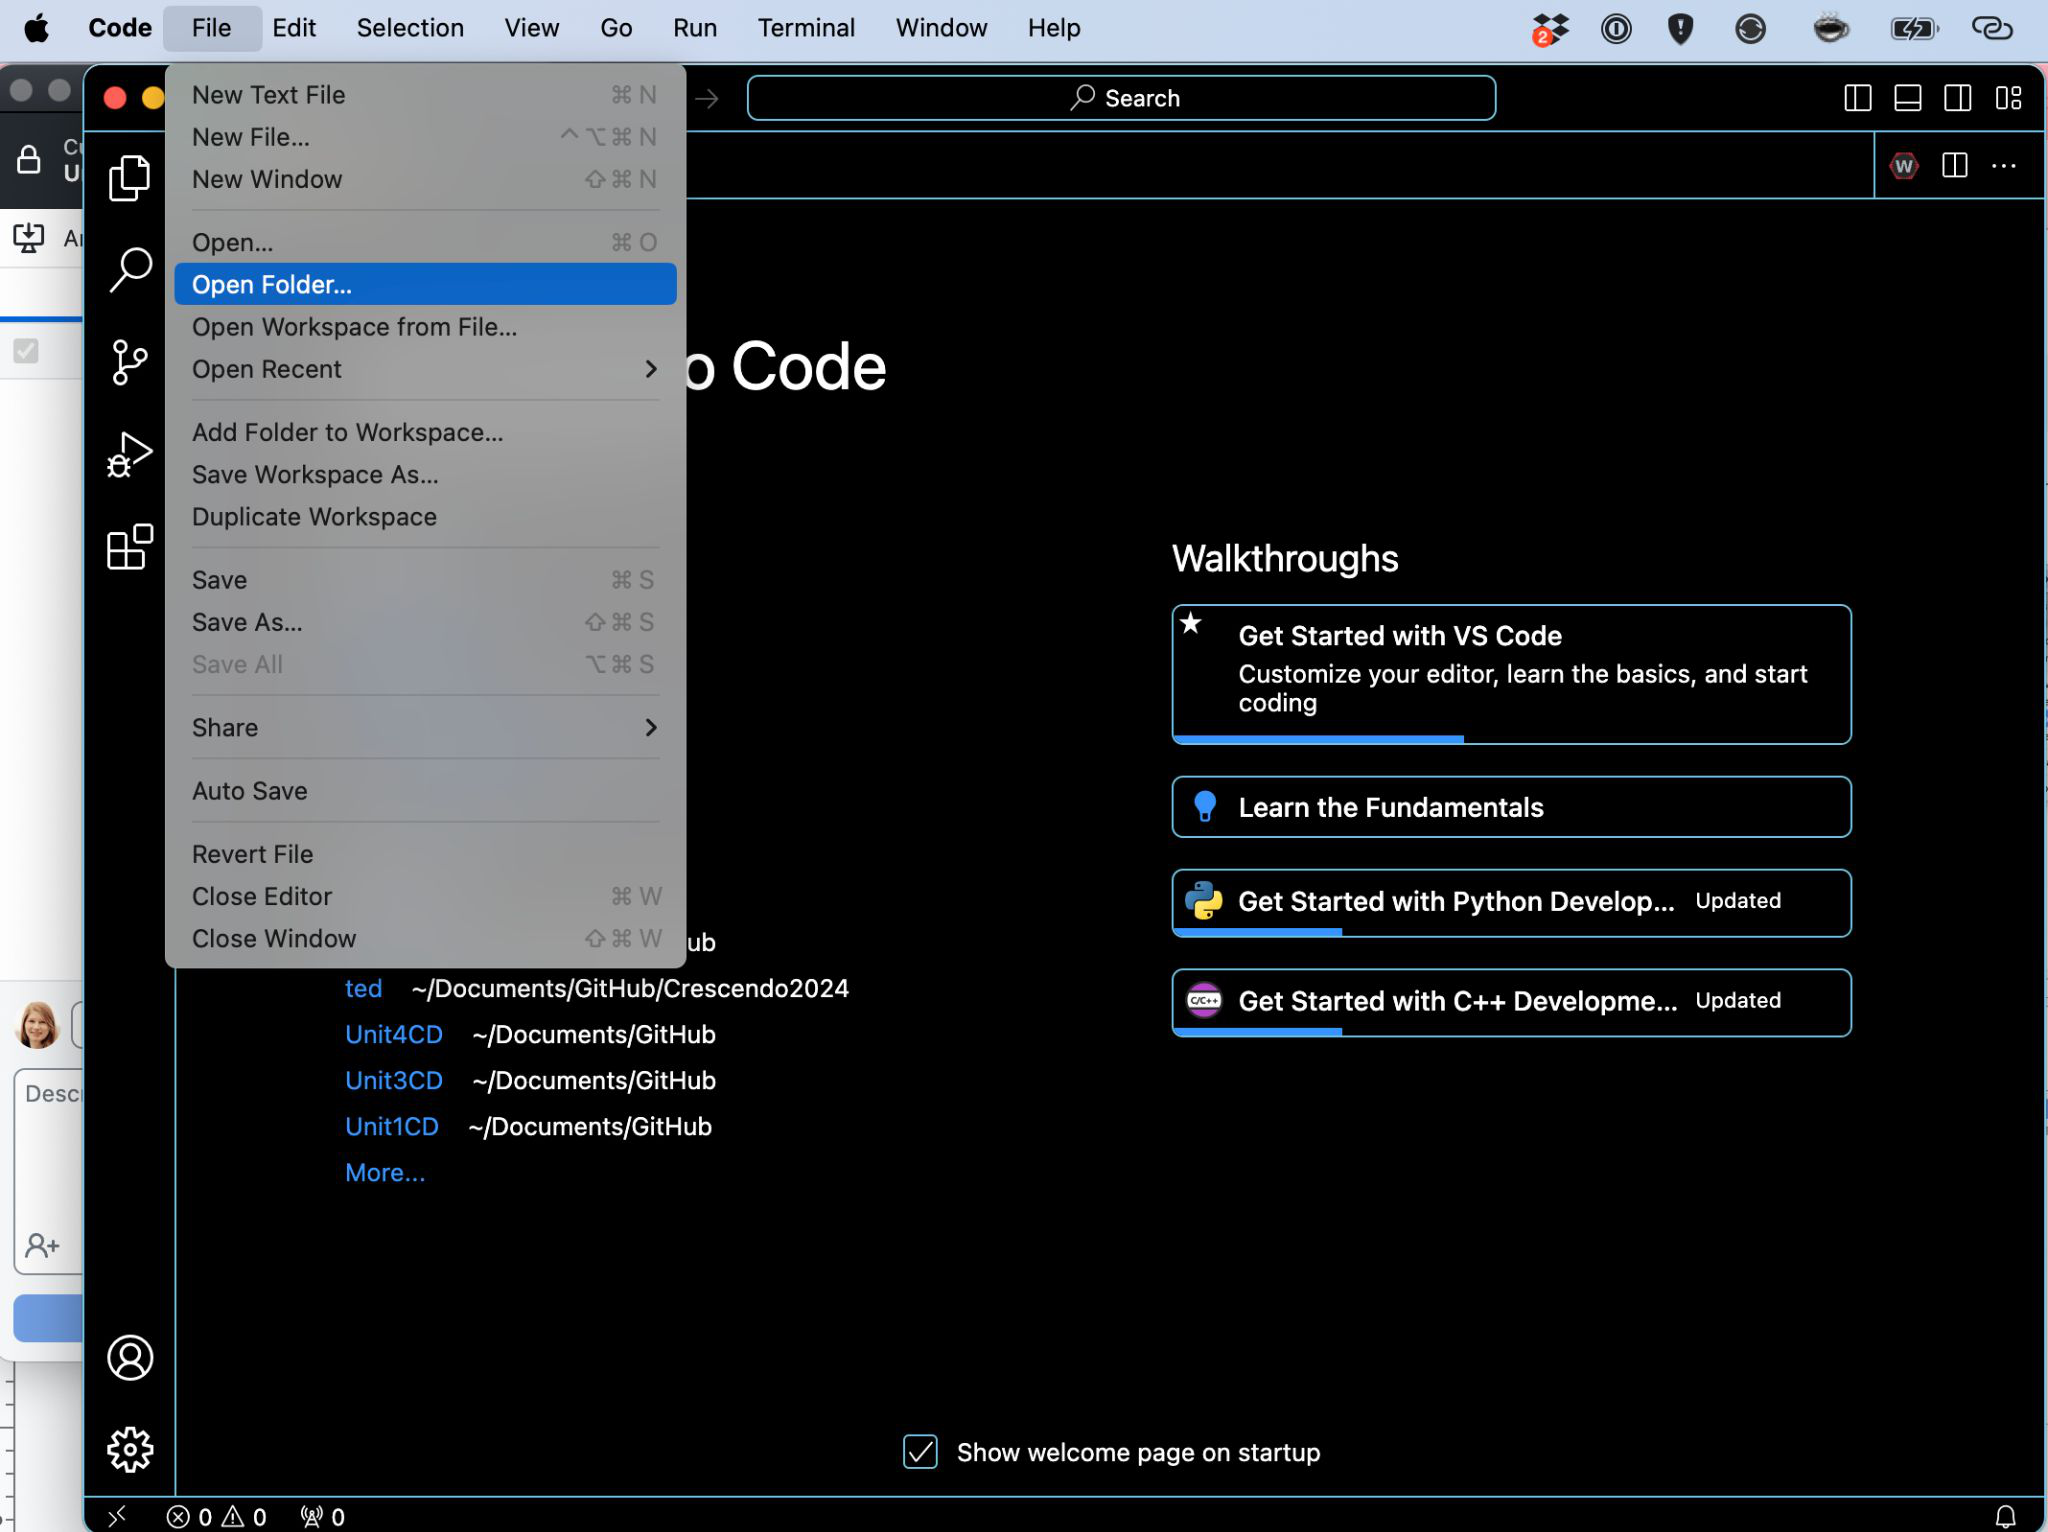 Code File Edit Selection View Go Run Terminal Window Help
2
New Text File ⌘ N
New File... ^⌥⌘ N
New Window ⇧⌘ N
Open... ⌘ O
Open Folder...
Open Workspace from File...
Open Recent
Add Folder to Workspace...
Save Workspace As...
Duplicate Workspace
Save ⌘ S
Save As... ⇧⌘ S
Save All ⌥⌘ S
Share
Auto Save
Revert File
Close Editor ⌘ W
Close Window ⇧⌘ W
Search
W
o Code
Walkthroughs
Get Started with VS Code
Customize your editor, learn the basics, and start
coding
Learn the Fundamentals
Get Started with Python Develop... Updated
C/C++ Get Started with C++ Developme... Updated
ub
ted ~/Documents/GitHub/Crescendo2024
Unit4CD ~/Documents/GitHub
Unit3CD ~/Documents/GitHub
Unit1CD ~/Documents/GitHub
More...
Show welcome page on startup
0 0 0